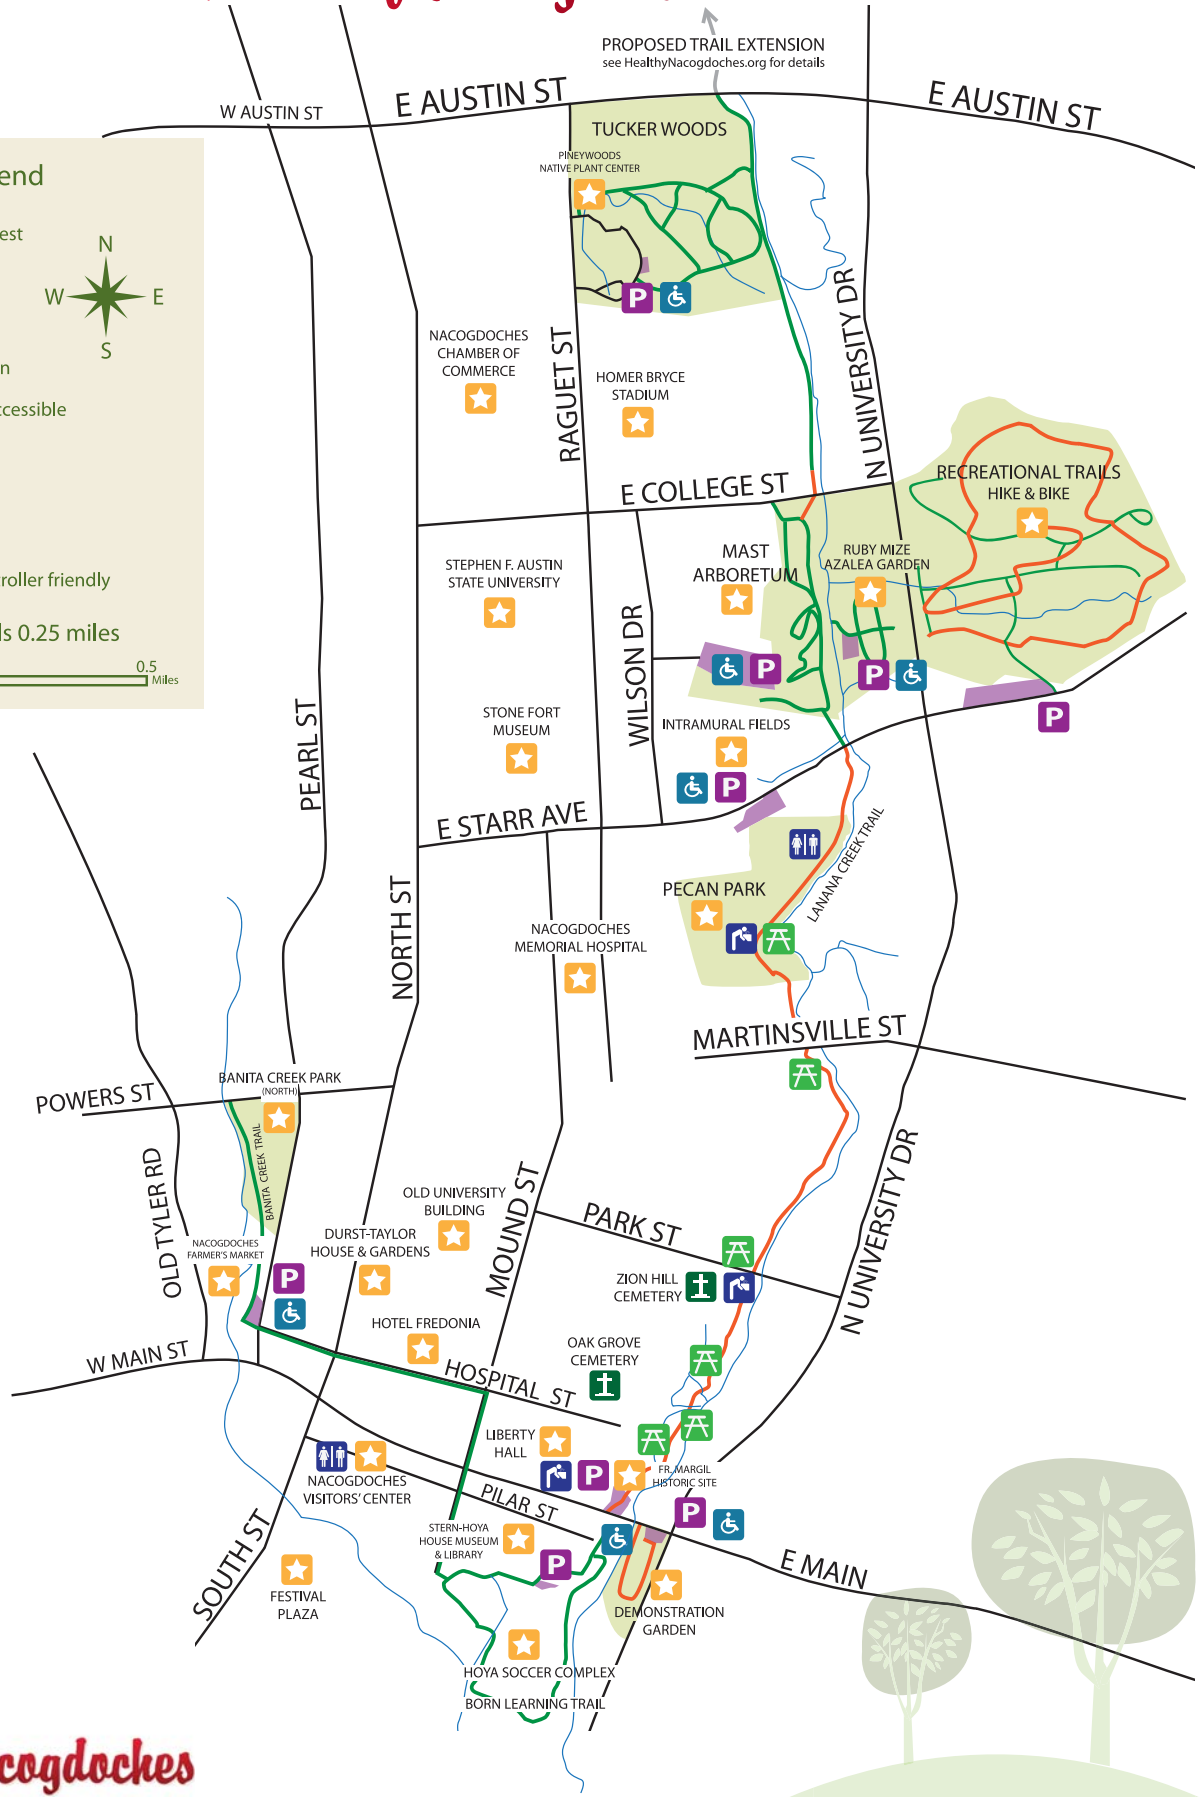 PROPOSED TRAIL EXTENSION
see HealthyNacogdoches.org for details
W AUSTIN ST
E AUSTIN ST
E AUSTIN ST
TUCKER WOODS
PINEYWOODS
NATIVE PLANT CENTER
end
est
N
W
E
S
n
ccessible
roller friendly
ls 0.25 miles
0.5
Miles
P
N UNIVERSITY DR
RAGUET ST
NACOGDOCHES
CHAMBER OF
COMMERCE
HOMER BRYCE
STADIUM
E COLLEGE ST
RECREATIONAL TRAILS
HIKE & BIKE
STEPHEN F. AUSTIN
STATE UNIVERSITY
MAST
ARBORETUM
RUBY MIZE
AZALEA GARDEN
WILSON DR
P
P
P
PEARL ST
STONE FORT
MUSEUM
INTRAMURAL FIELDS
P
E STARR AVE
LANANA CREEK TRAIL
PECAN PARK
NORTH ST
NACOGDOCHES
MEMORIAL HOSPITAL
MARTINSVILLE ST
POWERS ST
BANITA CREEK PARK
(NORTH)
BANITA CREEK TRAIL
OLD TYLER RD
OLD UNIVERSITY
BUILDING
MOUND ST
PARK ST
N UNIVERSITY DR
NACOGDOCHES
FARMER'S MARKET
P
DURST-TAYLOR
HOUSE & GARDENS
ZION HILL
CEMETERY
HOTEL FREDONIA
OAK GROVE
CEMETERY
W MAIN ST
HOSPITAL ST
LIBERTY
HALL
P
FR. MARGIL
HISTORIC SITE
NACOGDOCHES
VISITORS' CENTER
PILAR ST
P
SOUTH ST
STERN-HOYA
HOUSE MUSEUM
& LIBRARY
P
E MAIN
FESTIVAL
PLAZA
DEMONSTRATION
GARDEN
HOYA SOCCER COMPLEX
BORN LEARNING TRAIL
cogdoches